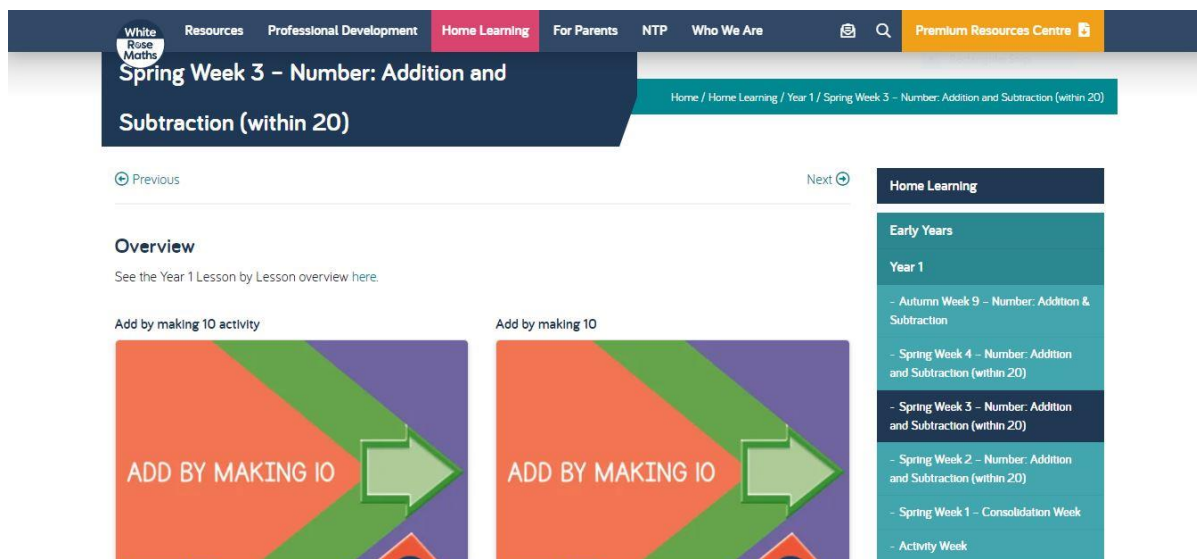 White
Rose
Maths
Resources Professional Development Home Learning For Parents NTP Who We Are Premium Resources Centre
Spring Week 3 – Number: Addition and
Subtraction (within 20)
Home / Home Learning / Year 1 / Spring Week 3 – Number: Addition and Subtraction (within 20)
Previous
Next
Overview
See the Year 1 Lesson by Lesson overview here.
Add by making 10 activity
ADD BY MAKING 10
Add by making 10
ADD BY MAKING 10
Home Learning
Early Years
Year 1
- Autumn Week 9 – Number: Addition &
Subtraction
- Spring Week 4 – Number: Addition
and Subtraction (within 20)
- Spring Week 3 – Number: Addition
and Subtraction (within 20)
- Spring Week 2 – Number: Addition
and Subtraction (within 20)
- Spring Week 1 – Consolidation Week
- Activity Week